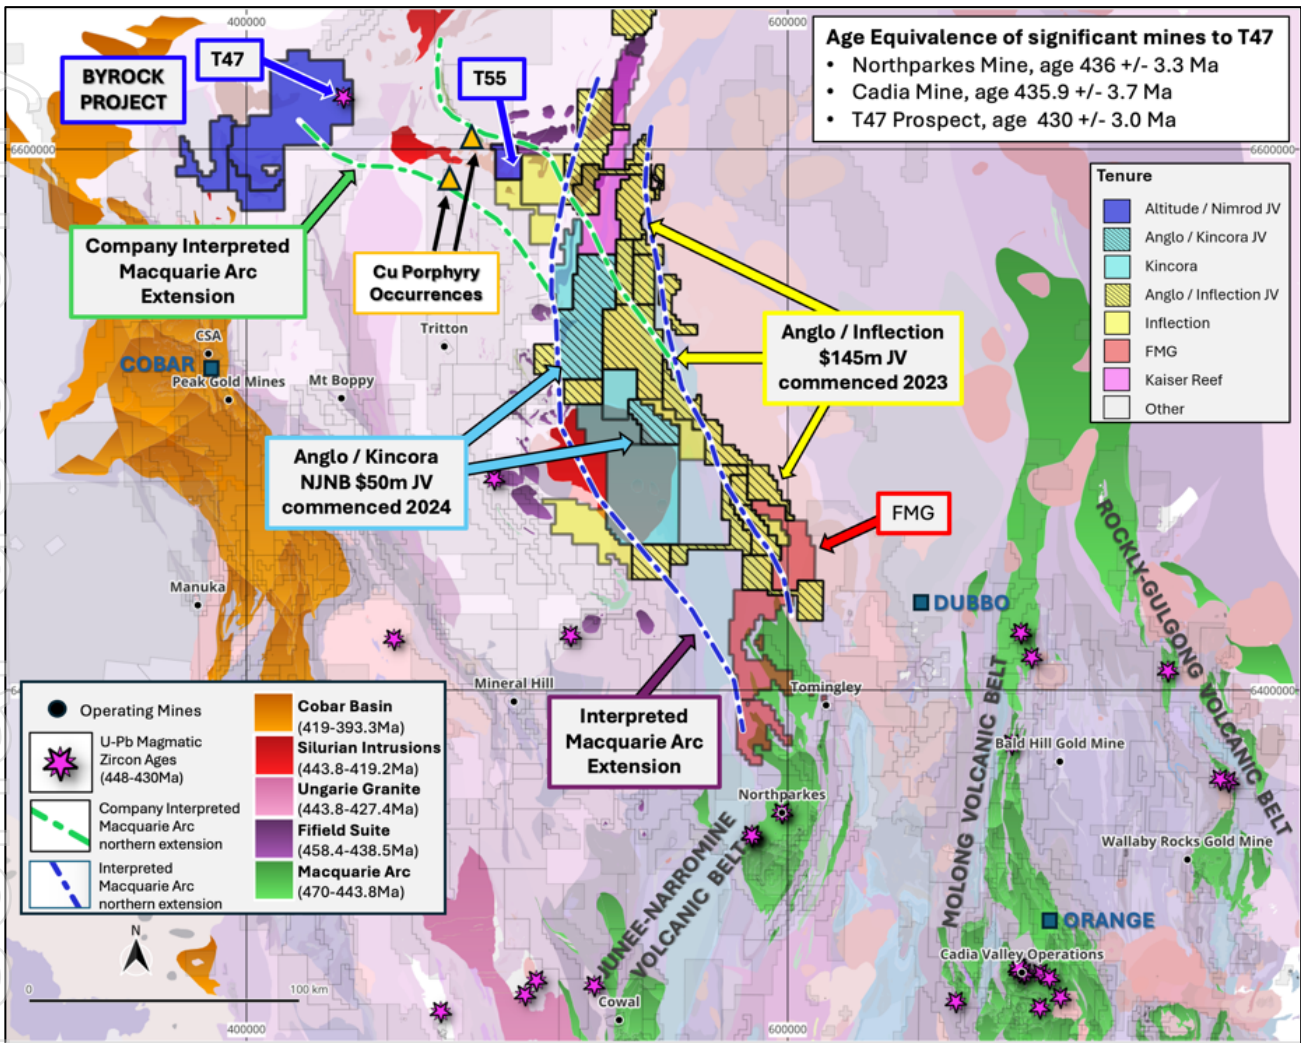 400000
600000
BYROCK
PROJECT
T47
T55
Age Equivalence of significant mines to T47
• Northparkes Mine, age 436 +/- 3.3 Ma
• Cadia Mine, age 435.9 +/- 3.7 Ma
• T47 Prospect, age 430 +/- 3.0 Ma
6600000
6600000
Tenure
Altitude / Nimrod JV
Anglo / Kincora JV
Kincora
Anglo / Inflection JV
Inflection
FMG
Kaiser Reef
Other
Company Interpreted
Macquarie Arc
Extension
Cu Porphyry
Occurrences
CSA
COBAR
Peak Gold Mines
Mt Boppy
Tritton
Anglo / Inflection
$145m JV
commenced 2023
Anglo / Kincora
NJNB $50m JV
commenced 2024
FMG
ROCKLY-GULGONG VOLCANIC BELT
Manuka
DUBBO
Mineral Hill
Tomingley
6400000
Interpreted
Macquarie Arc
Extension
MOLONG VOLCANIC BELT
Bald Hill Gold Mine
Northparkes
Wallaby Rocks Gold Mine
JUNEE-NARROMINE
VOLCANIC BELT
ORANGE
Cadia Valley Operations
Cowal
Operating Mines
U-Pb Magmatic
Zircon Ages
(448-430Ma)
Company Interpreted
Macquarie Arc
northern extension
Interpreted
Macquarie Arc
northern extension
Cobar Basin
(419-393.3Ma)
Silurian Intrusions
(443.8-419.2Ma)
Ungarie Granite
(443.8-427.4Ma)
Fifield Suite
(458.4-438.5Ma)
Macquarie Arc
(470-443.8Ma)
N
0
100 km
400000
600000